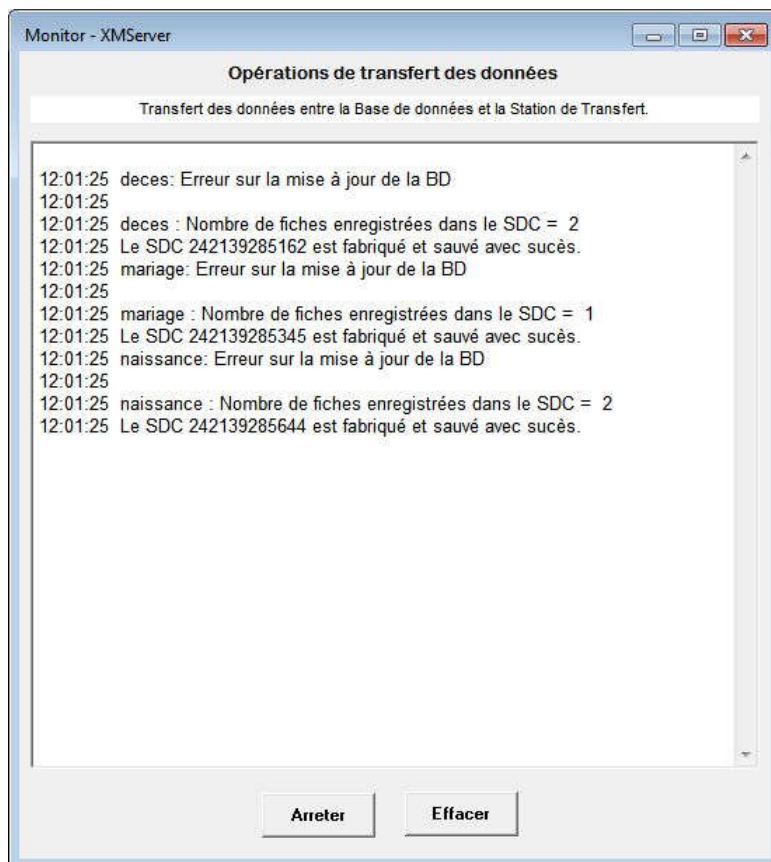 Monitor - XMServer
Opérations de transfert des données
Transfert des données entre la Base de données et la Station de Transfert.
12:01:25 deces: Erreur sur la mise à jour de la BD
12:01:25
12:01:25 deces : Nombre de fiches enregistrées dans le SDC = 2
12:01:25 Le SDC 242139285162 est fabriqué et sauvé avec sucès.
12:01:25 mariage: Erreur sur la mise à jour de la BD
12:01:25
12:01:25 mariage : Nombre de fiches enregistrées dans le SDC = 1
12:01:25 Le SDC 242139285345 est fabriqué et sauvé avec sucès.
12:01:25 naissance: Erreur sur la mise à jour de la BD
12:01:25
12:01:25 naissance : Nombre de fiches enregistrées dans le SDC = 2
12:01:25 Le SDC 242139285644 est fabriqué et sauvé avec sucès.
Arreter Effacer